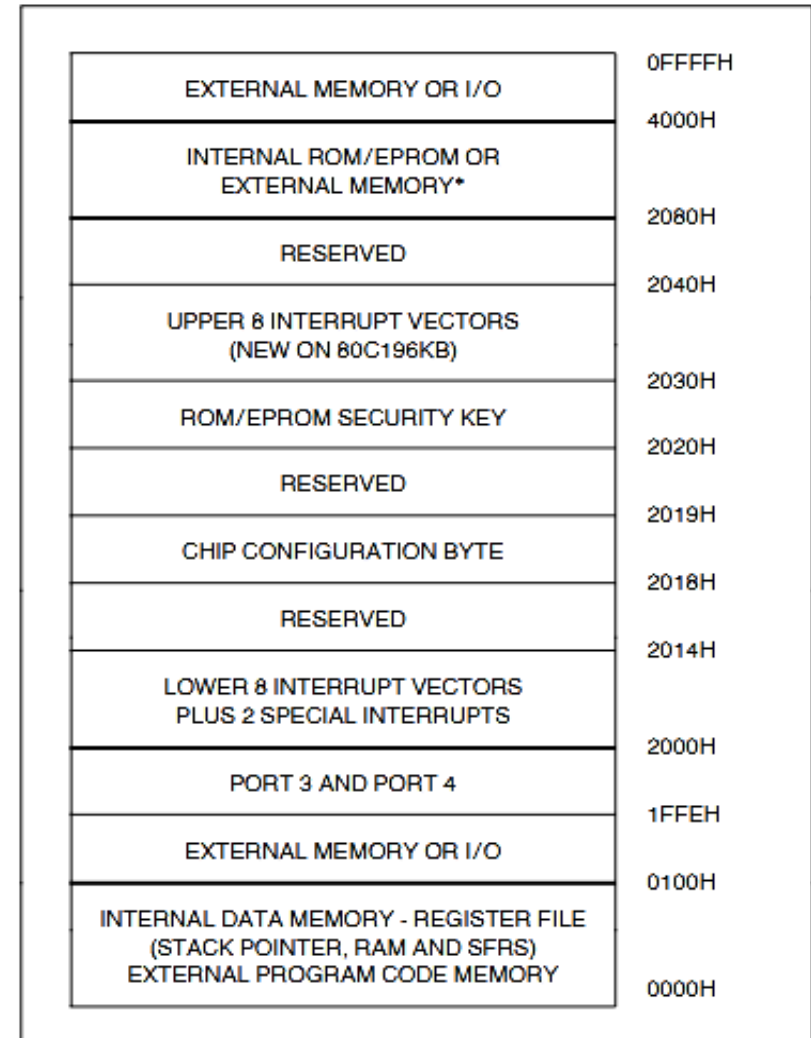 0FFFFH
EXTERNAL MEMORY OR I/O
4000H
INTERNAL ROM/EPROM OR
EXTERNAL MEMORY*
2080H
RESERVED
2040H
UPPER 8 INTERRUPT VECTORS
(NEW ON 80C196KB)
2030H
ROM/EPROM SECURITY KEY
2020H
RESERVED
2019H
CHIP CONFIGURATION BYTE
2018H
RESERVED
2014H
LOWER 8 INTERRUPT VECTORS
PLUS 2 SPECIAL INTERRUPTS
2000H
PORT 3 AND PORT 4
1FFEH
EXTERNAL MEMORY OR I/O
0100H
INTERNAL DATA MEMORY - REGISTER FILE
(STACK POINTER, RAM AND SFRS)
EXTERNAL PROGRAM CODE MEMORY
0000H